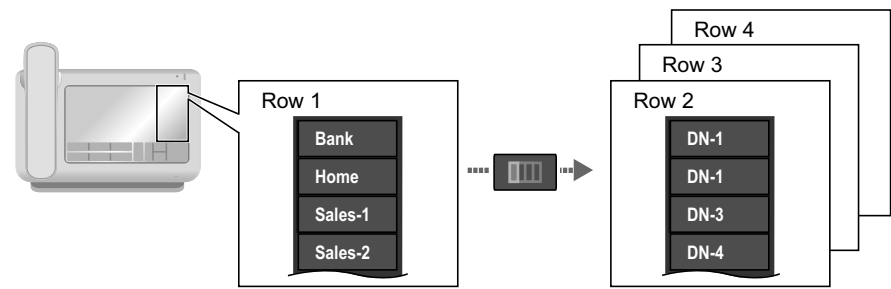 Row 1
Bank
Home
Sales-1
Sales-2
Row 4
Row 3
Row 2
DN-1
DN-1
DN-3
DN-4